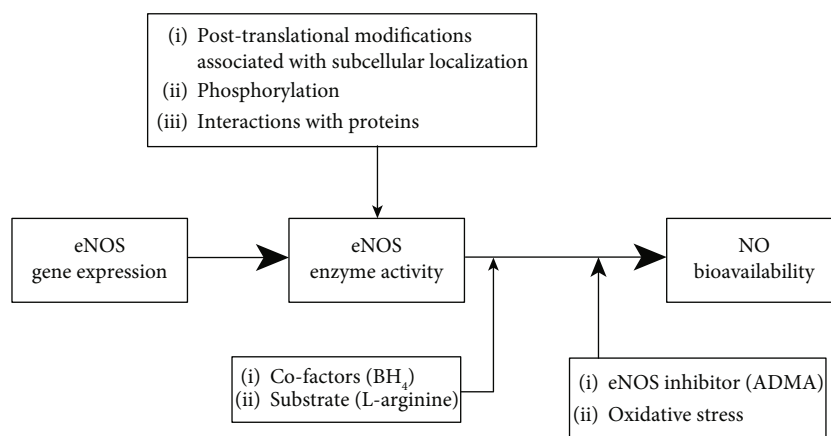 (i) Post-translational modifications
associated with subcellular localization
(ii) Phosphorylation
(iii) Interactions with proteins
eNOS
gene expression
eNOS
enzyme activity
NO
bioavailability
(i) Co-factors (BH₄)
(ii) Substrate (L-arginine)
(i) eNOS inhibitor (ADMA)
(ii) Oxidative stress